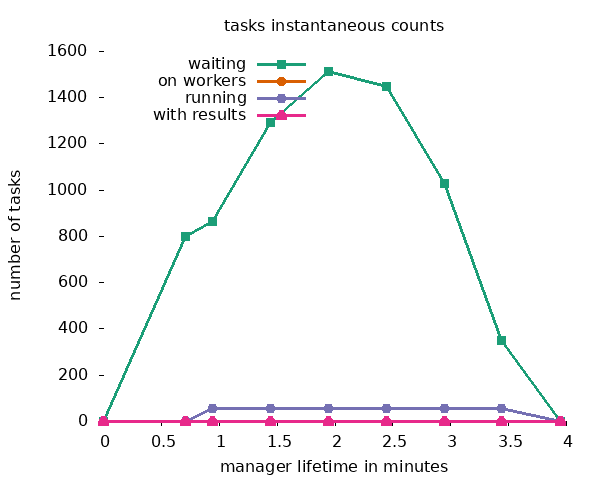 tasks instantaneous counts
1600
1400
1200
1000
800
600
400
200
0
number of tasks
waiting
on workers
running
with results
0 0.5 1 1.5 2 2.5 3 3.5 4
manager lifetime in minutes